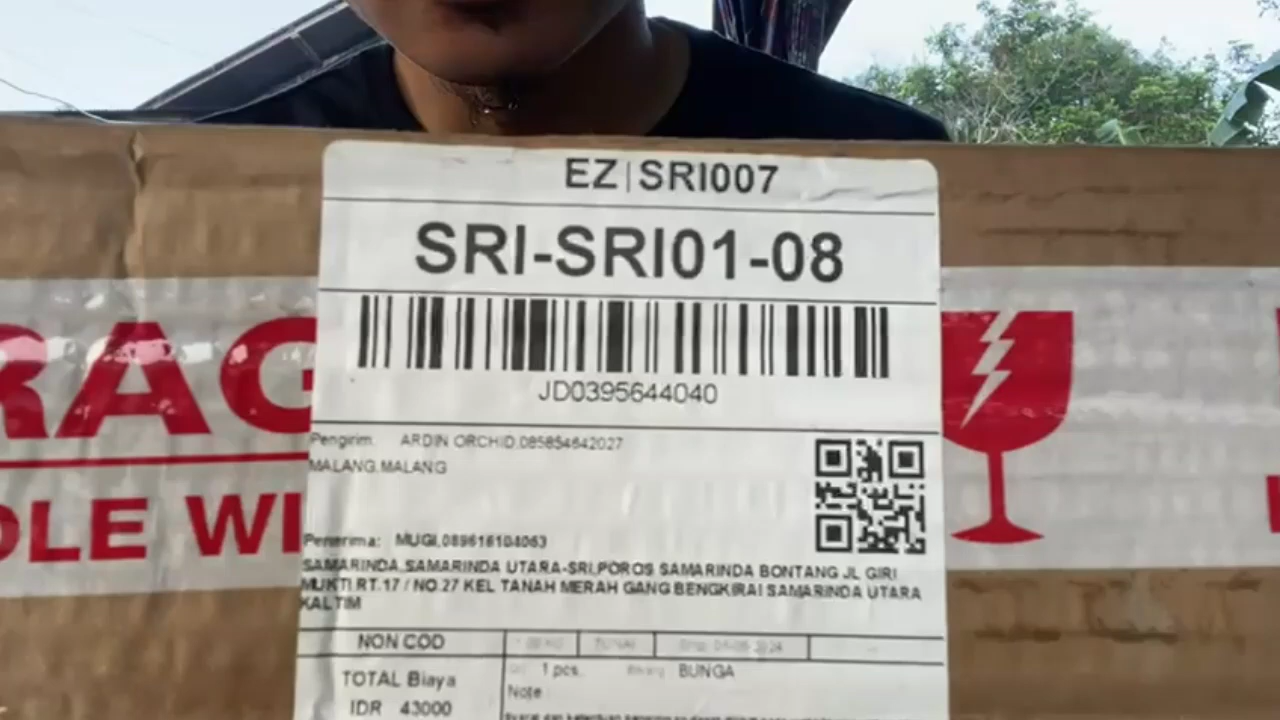 EZ|SRI007
SRI-SRI01-08
JD0395644040
RAG
DLE WI
Pengirim: ARDIN ORCHID,085854642027
MALANG,MALANG
Penerima: MUGI,089616104063
SAMARINDA,SAMARINDA UTARA-SRI,POROS SAMARINDA BONTANG JL GIRI
MUKTI RT.17 / NO.27 KEL TANAH MERAH GANG BENGKIRAI SAMARINDA UTARA
KALTIM
NON COD
TOTAL Biaya
IDR 43000
1 pcs.
BUNGA
Note